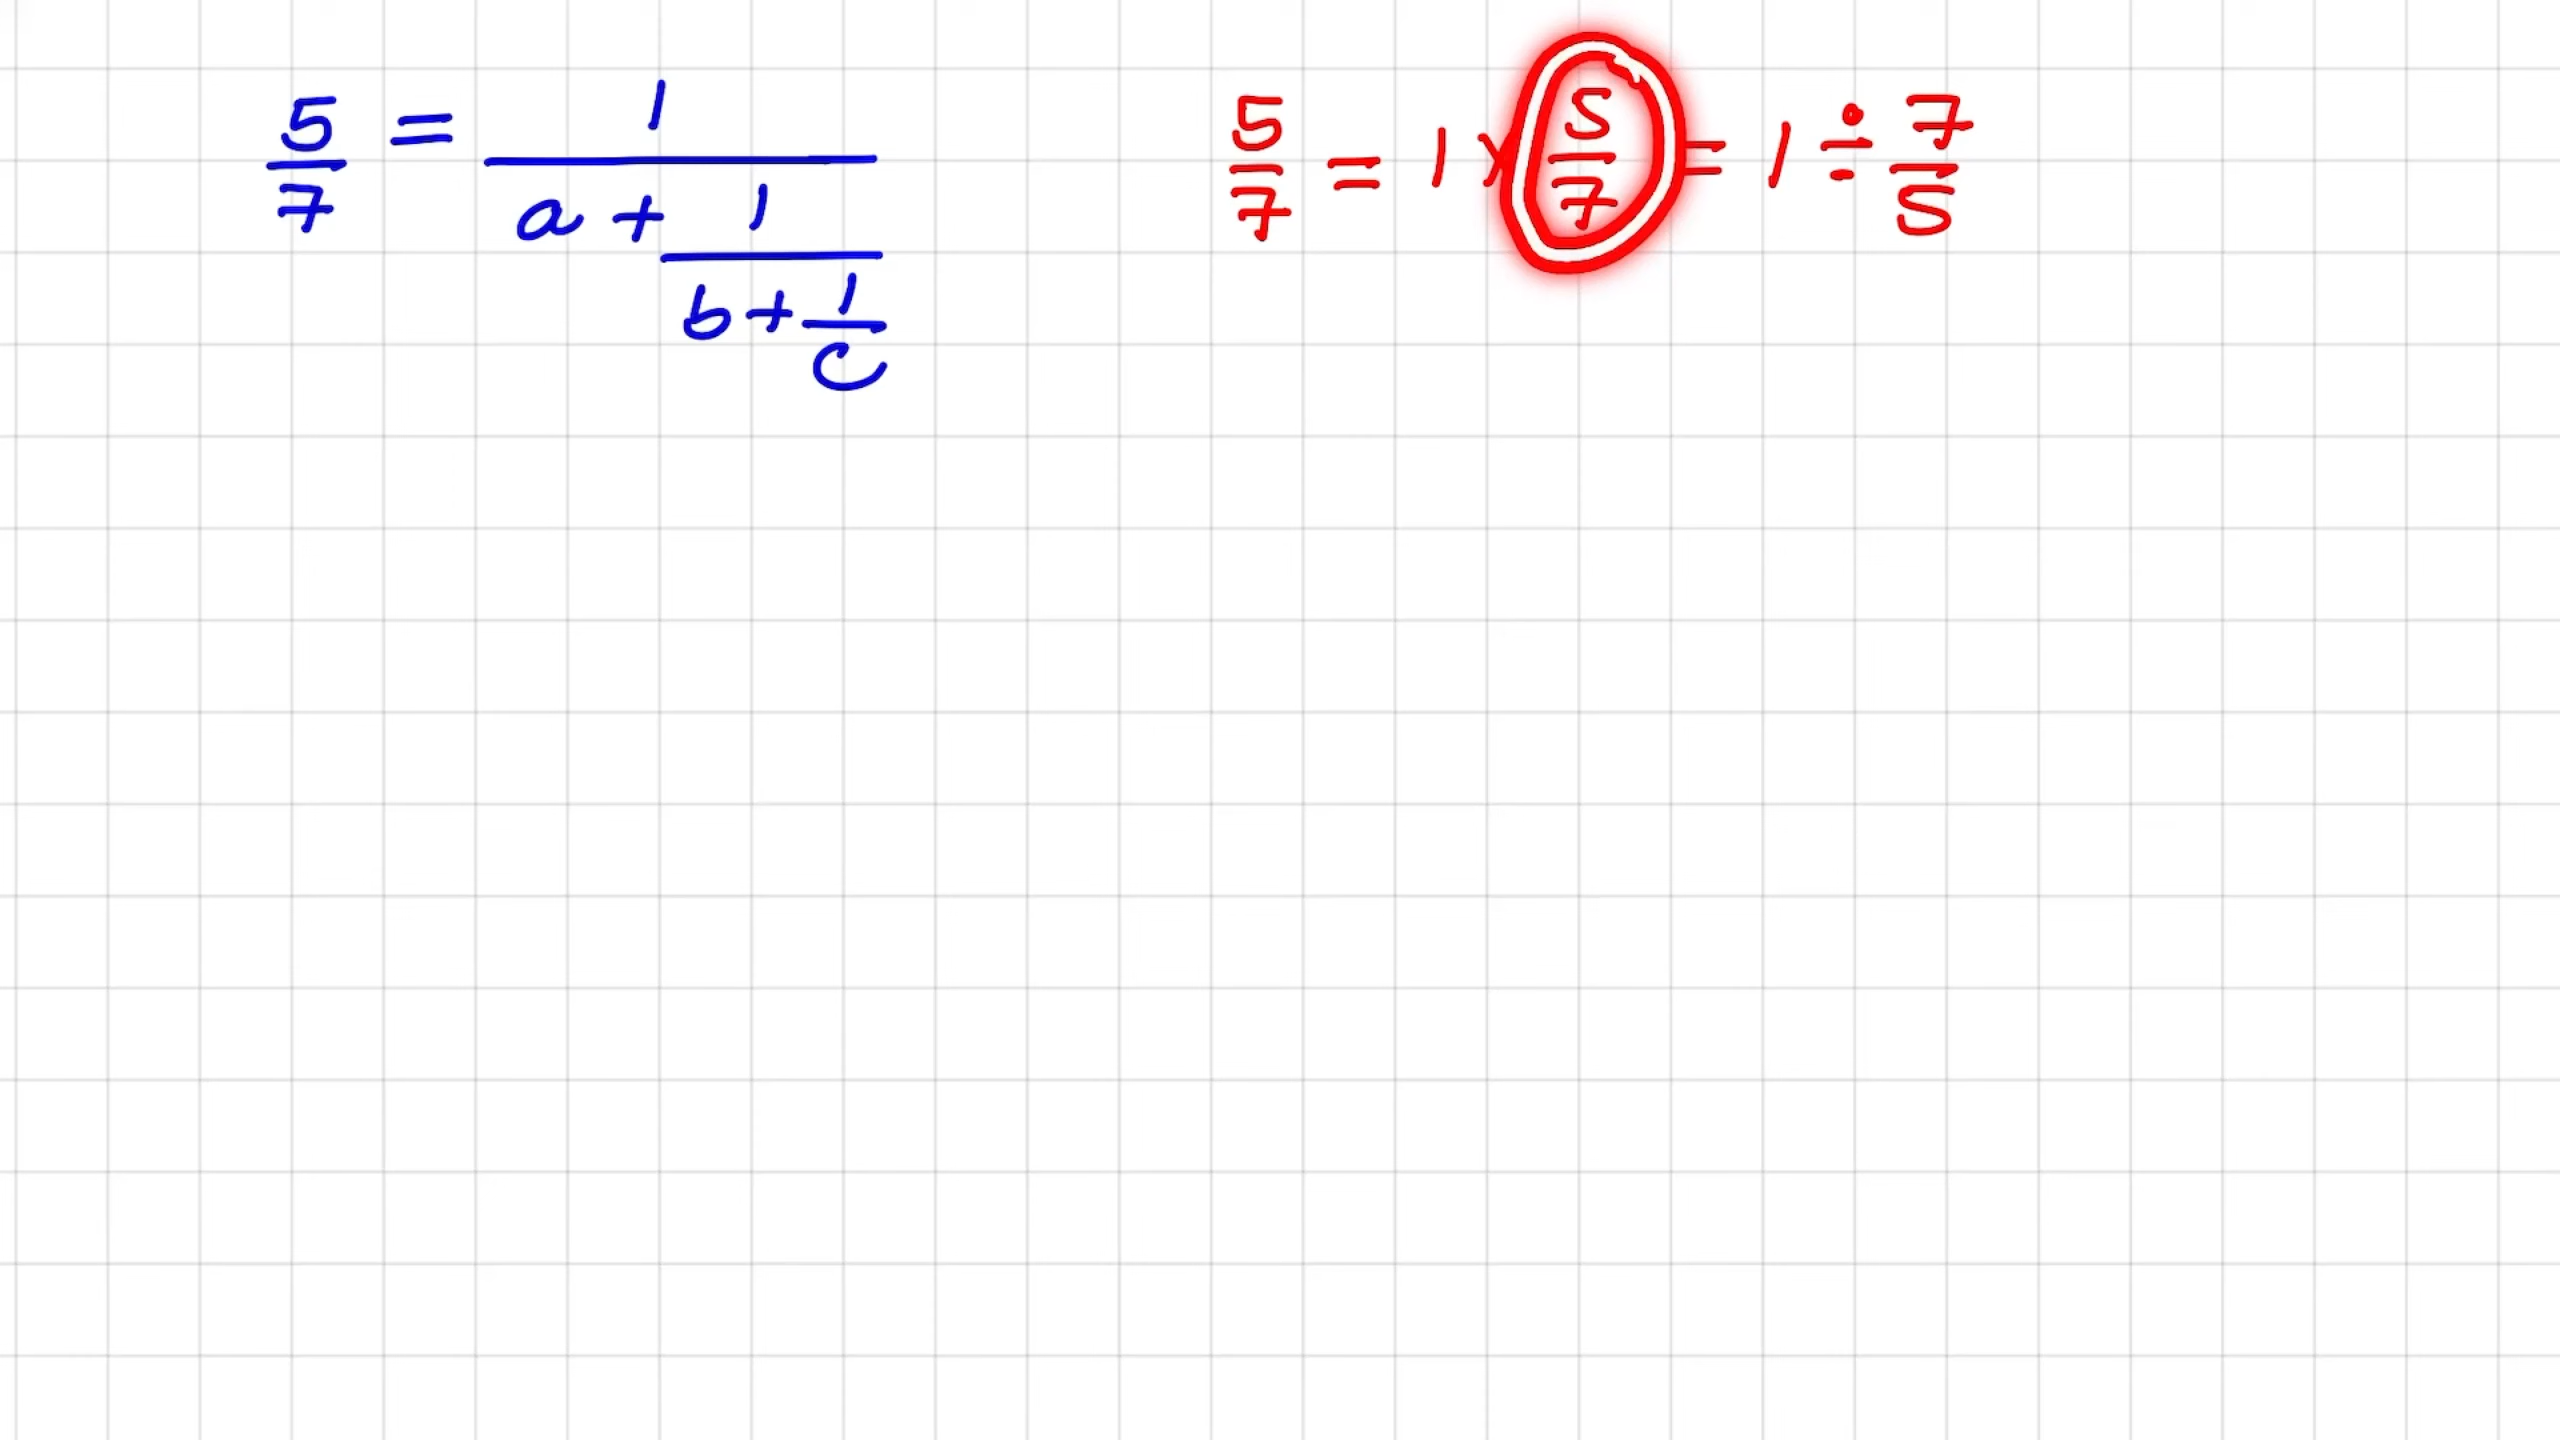 5/7 = 1/(a + 1/(b + 1/c))
5/7 = 1 × 5/7 = 1 ÷ 7/5